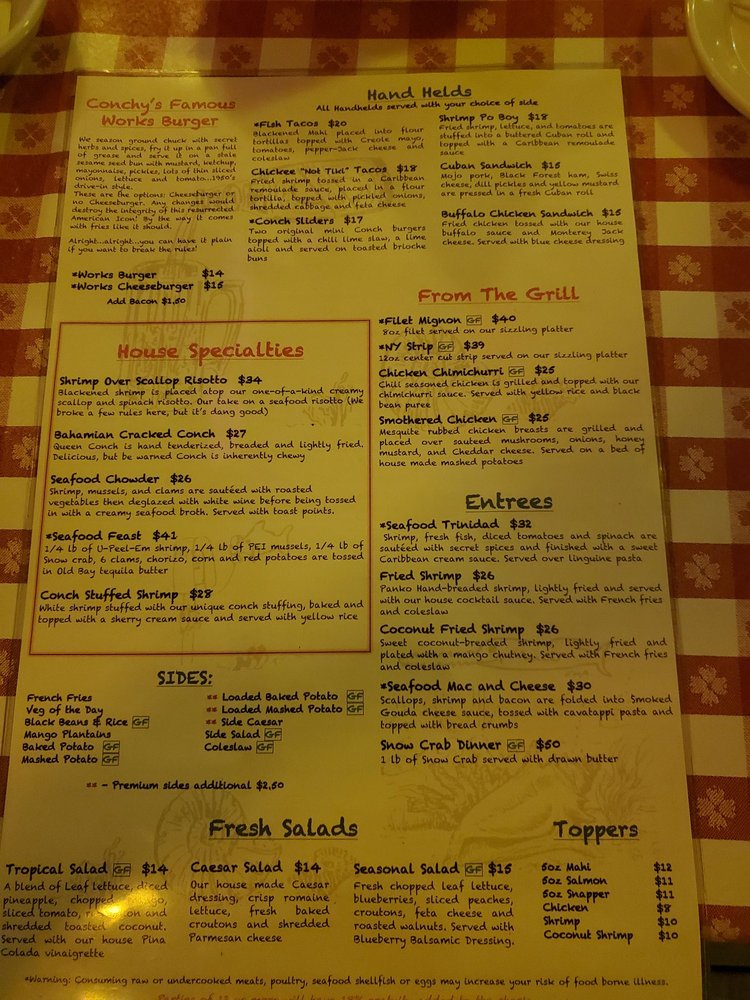 Conchy's Famous
Works Burger
We season ground chuck with secret
herbs and spices, fry it up in a pan full
of grease and serve it on a stale
sesame seed bun with mustard, ketchup,
mayonnaise, pickles, lots of thin sliced
onions, lettuce and tomato...1950's
drive-in style.
These are the options: Cheeseburger or
no Cheeseburger. Any changes would
destroy the integrity of this resurrected
American Icon! By the way it comes
with fries like it should.
Alright...alright...you can have it plain
if you want to break the rules!
*Works Burger $14
*Works Cheeseburger $15
Add Bacon $1.50
Hand Helds
All Handhelds served with your choice of side
*Fish Tacos $20
Blackened Mahi placed into flour
tortillas topped with Creole mayo,
tomatoes, pepper-Jack cheese and
coleslaw
Chickee "Not Tiki" Tacos $18
Fried shrimp tossed in a Caribbean
remoulade sauce, placed in a flour
tortilla, topped with pickled onions,
shredded cabbage and feta cheese
*Conch Sliders $17
Two original mini Conch burgers
topped with a chili lime slaw, a lime
aioli and served on toasted brioche
buns
Shrimp Po Boy $18
Fried shrimp, lettuce, and tomatoes are
stuffed into a buttered Cuban roll and
topped with a Caribbean remoulade
sauce
Cuban Sandwich $15
Mojo pork, Black Forest ham, Swiss
cheese, dill pickles and yellow mustard
are pressed in a fresh Cuban roll
Buffalo Chicken Sandwich $15
Fried chicken tossed with our house
buffalo sauce and Monterey Jack
cheese. Served with blue cheese dressing
House Specialties
Shrimp Over Scallop Risotto $34
Blackened shrimp is placed atop our one-of-a-kind creamy
scallop and spinach risotto. Our take on a seafood risotto (We
broke a few rules here, but it's dang good)
Bahamian Cracked Conch $27
Queen Conch is hand tenderized, breaded and lightly fried.
Delicious, but be warned Conch is inherently chewy
Seafood Chowder $26
Shrimp, mussels, and clams are sautéed with roasted
vegetables then deglazed with white wine before being tossed
in with a creamy seafood broth. Served with toast points.
*Seafood Feast $41
1/4 lb of U-Peel-Em shrimp, 1/4 lb of PEI mussels, 1/4 lb of
Snow crab, 6 clams, chorizo, corn and red potatoes are tossed
in Old Bay tequila butter
Conch Stuffed Shrimp $28
White shrimp stuffed with our unique conch stuffing, baked and
topped with a sherry cream sauce and served with yellow rice
From The Grill
*Filet Mignon GF $40
8oz filet served on our sizzling platter
*NY Strip GF $39
12oz center cut strip served on our sizzling platter
Chicken Chimichurri GF $25
Chili seasoned chicken is grilled and topped with our
chimichurri sauce. Served with yellow rice and black
bean puree
Smothered Chicken GF $25
Mesquite rubbed chicken breasts are grilled and
placed over sauteed mushrooms, onions, honey
mustard, and Cheddar cheese. Served on a bed of
house made mashed potatoes
Entrees
*Seafood Trinidad $32
Shrimp, fresh fish, diced tomatoes and spinach are
sautéed with secret spices and finished with a sweet
Caribbean cream sauce. Served over linguine pasta
Fried Shrimp $26
Panko Hand-breaded shrimp, lightly fried and served
with our house cocktail sauce. Served with French fries
and coleslaw
Coconut Fried Shrimp $26
Sweet coconut-breaded shrimp, lightly fried and
plated with a mango chutney. Served with French fries
and coleslaw
*Seafood Mac and Cheese $30
Scallops, shrimp and bacon are folded into Smoked
Gouda cheese sauce, tossed with cavatappi pasta and
topped with bread crumbs
Snow Crab Dinner GF $50
1 lb of Snow Crab served with drawn butter
SIDES:
French Fries
Veg of the Day
Black Beans & Rice GF
Mango Plantains
Baked Potato GF
Mashed Potato GF
** Loaded Baked Potato GF
** Loaded Mashed Potato GF
** Side Caesar
Side Salad GF
Coleslaw GF
** - Premium sides additional $2.50
Fresh Salads
Tropical Salad GF $14
A blend of Leaf lettuce, diced
pineapple, chopped
sliced tomato, on and
shredded toasted coconut.
Served with our house Pina
Colada vinaigrette
Caesar Salad $14
Our house made Caesar
dressing, crisp romaine
lettuce, fresh baked
croutons and shredded
Parmesan cheese
Seasonal Salad GF $15
Fresh chopped leaf lettuce,
blueberries, sliced peaches,
croutons, feta cheese and
roasted walnuts. Served with
Blueberry Balsamic Dressing.
Toppers
5oz Mahi $12
5oz Salmon $11
5oz Snapper $11
Chicken $8
Shrimp $10
Coconut Shrimp $10
*Warning: Consuming raw or undercooked meats, poultry, seafood shellfish or eggs may increase your risk of food borne illness.